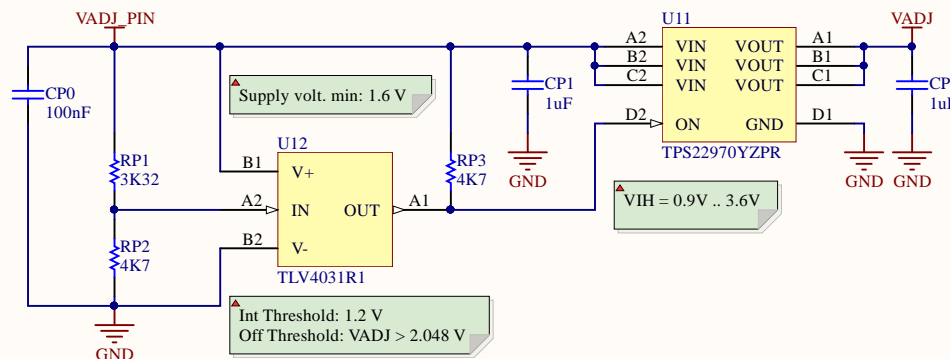 VADJ_PIN
U11
VADJ
A2
VIN
VOUT
A1
B2
VIN
VOUT
B1
C2
VIN
VOUT
C1
CP0
100nF
Supply volt. min: 1.6 V
CP1
1uF
D2
ON
GND
D1
TPS22970YZPR
U12
RP1
3K32
B1
V+
RP3
4K7
GND
GND
GND
A2
IN
OUT
A1
VIH = 0.9V .. 3.6V
RP2
4K7
B2
V-
TLV4031R1
Int Threshold: 1.2 V
Off Threshold: VADJ > 2.048 V
GND